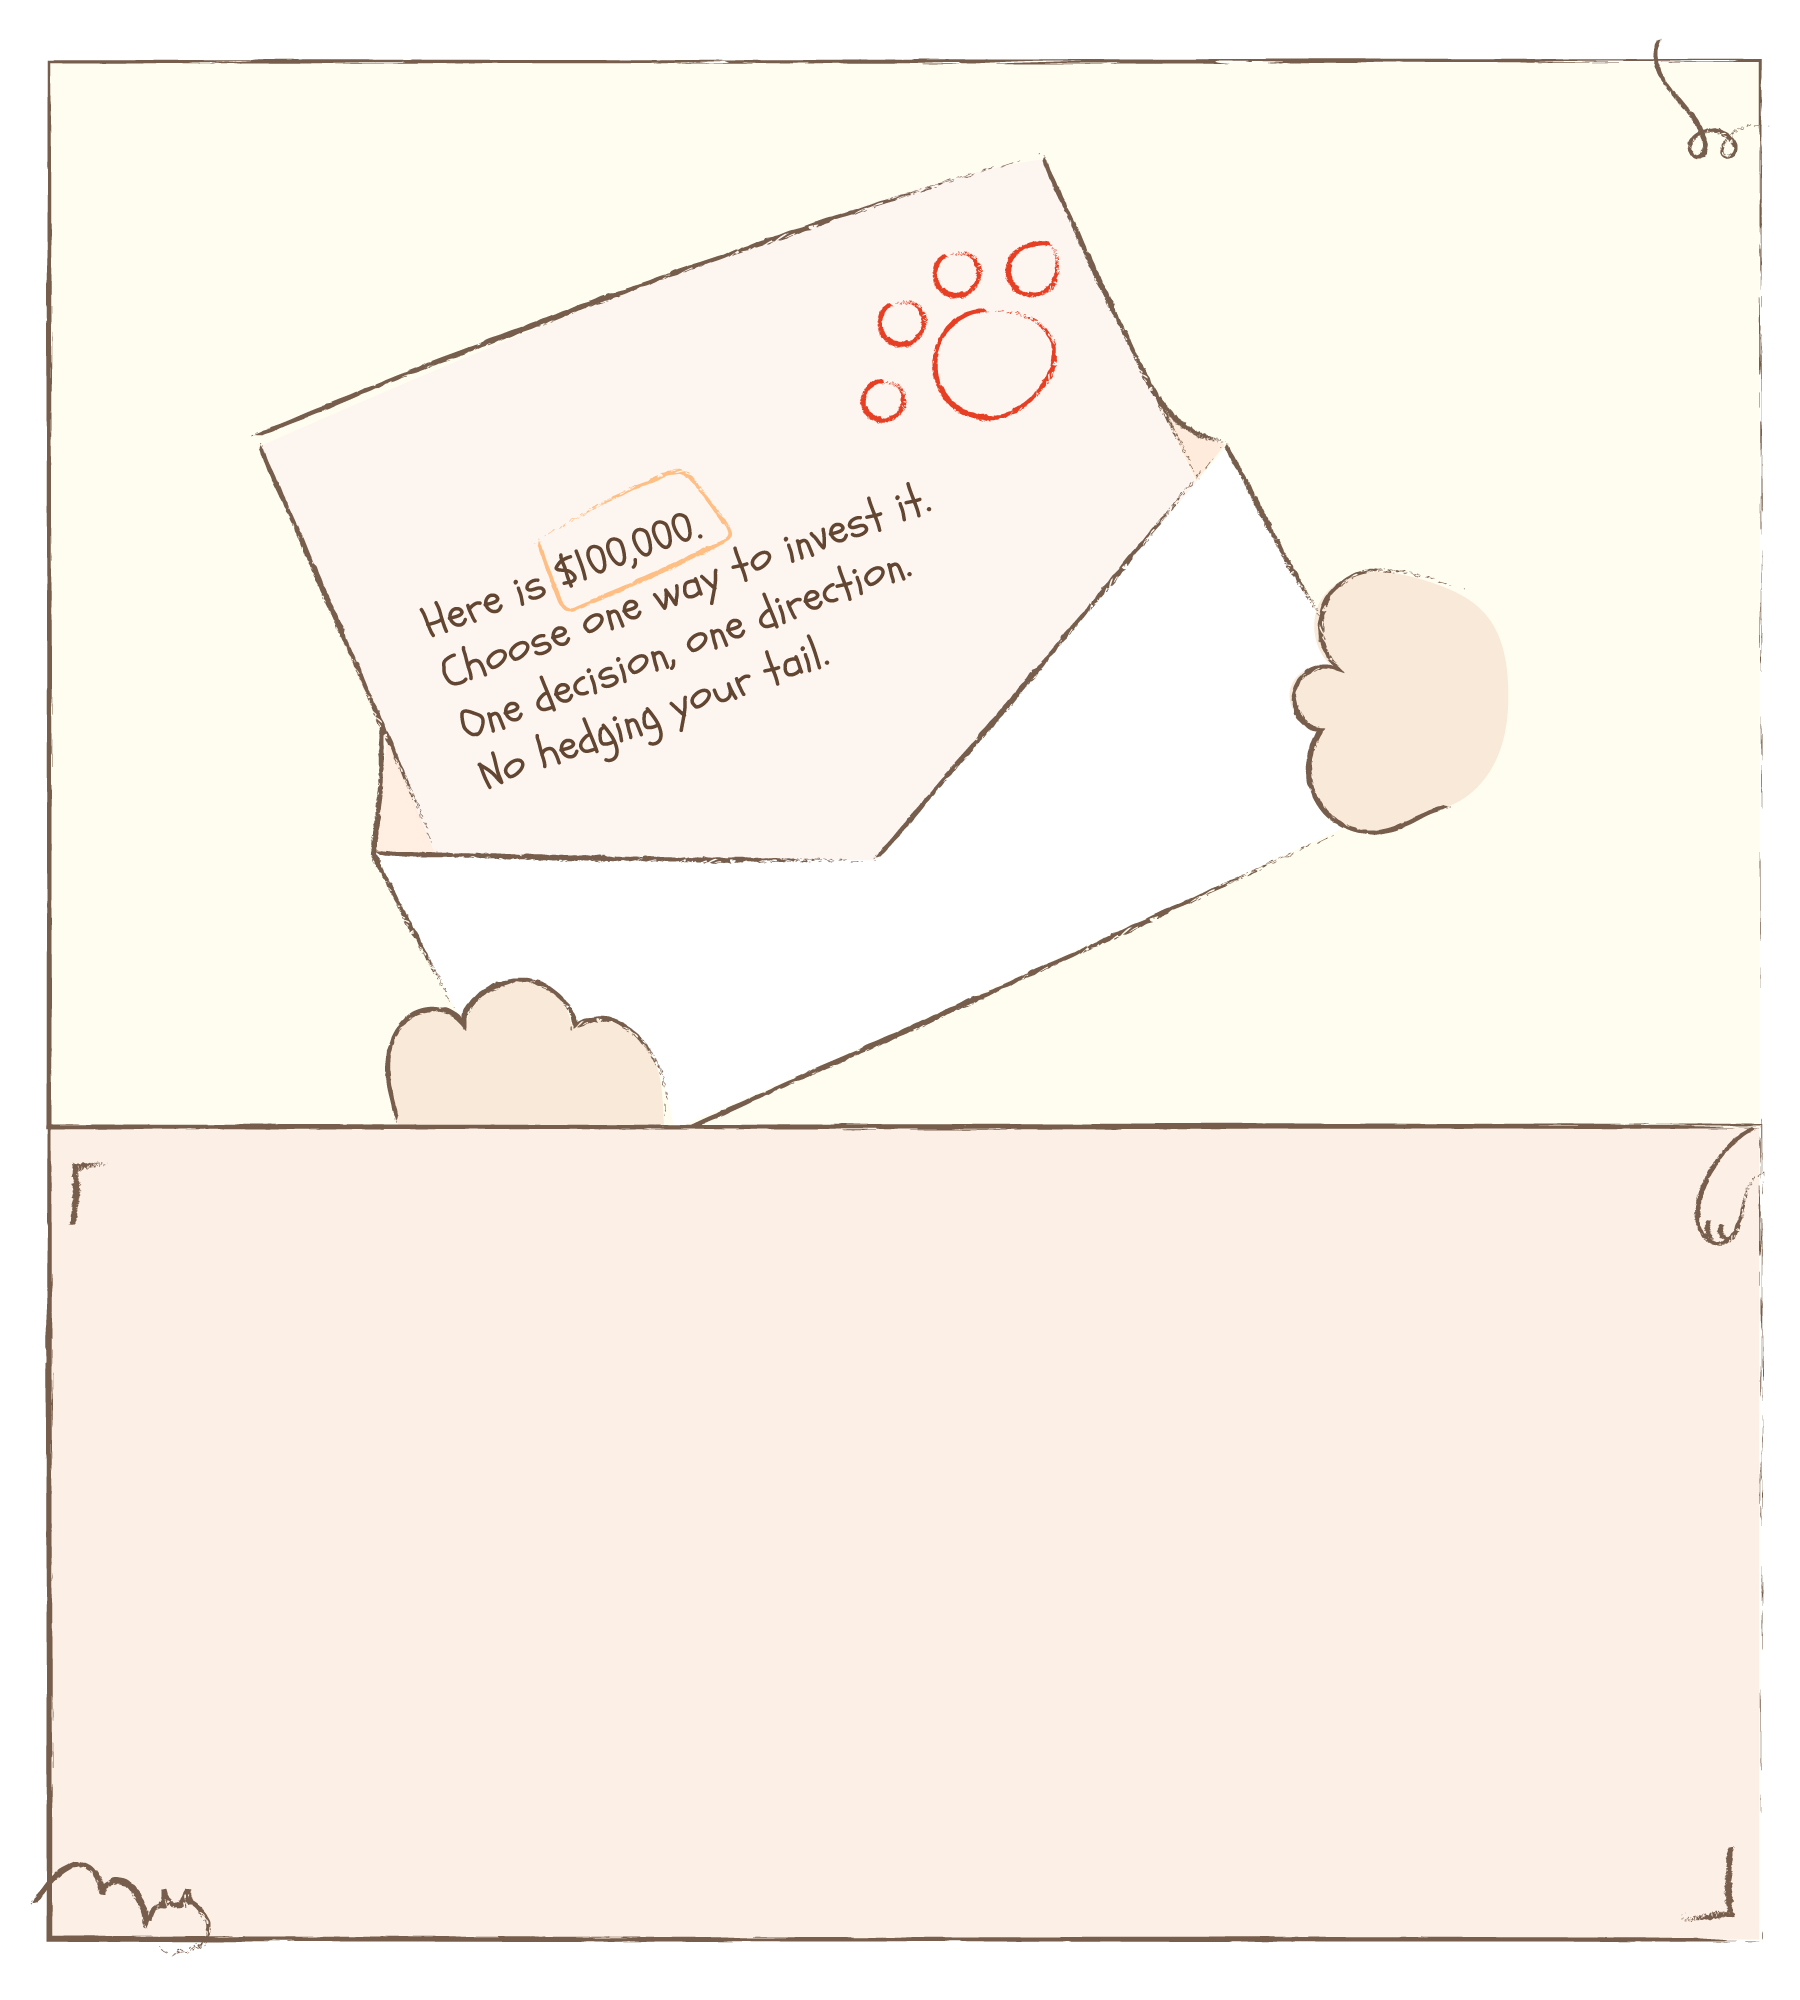 Here is $100,000.
Choose one way to invest it.
One decision, one direction.
No hedging your tail.